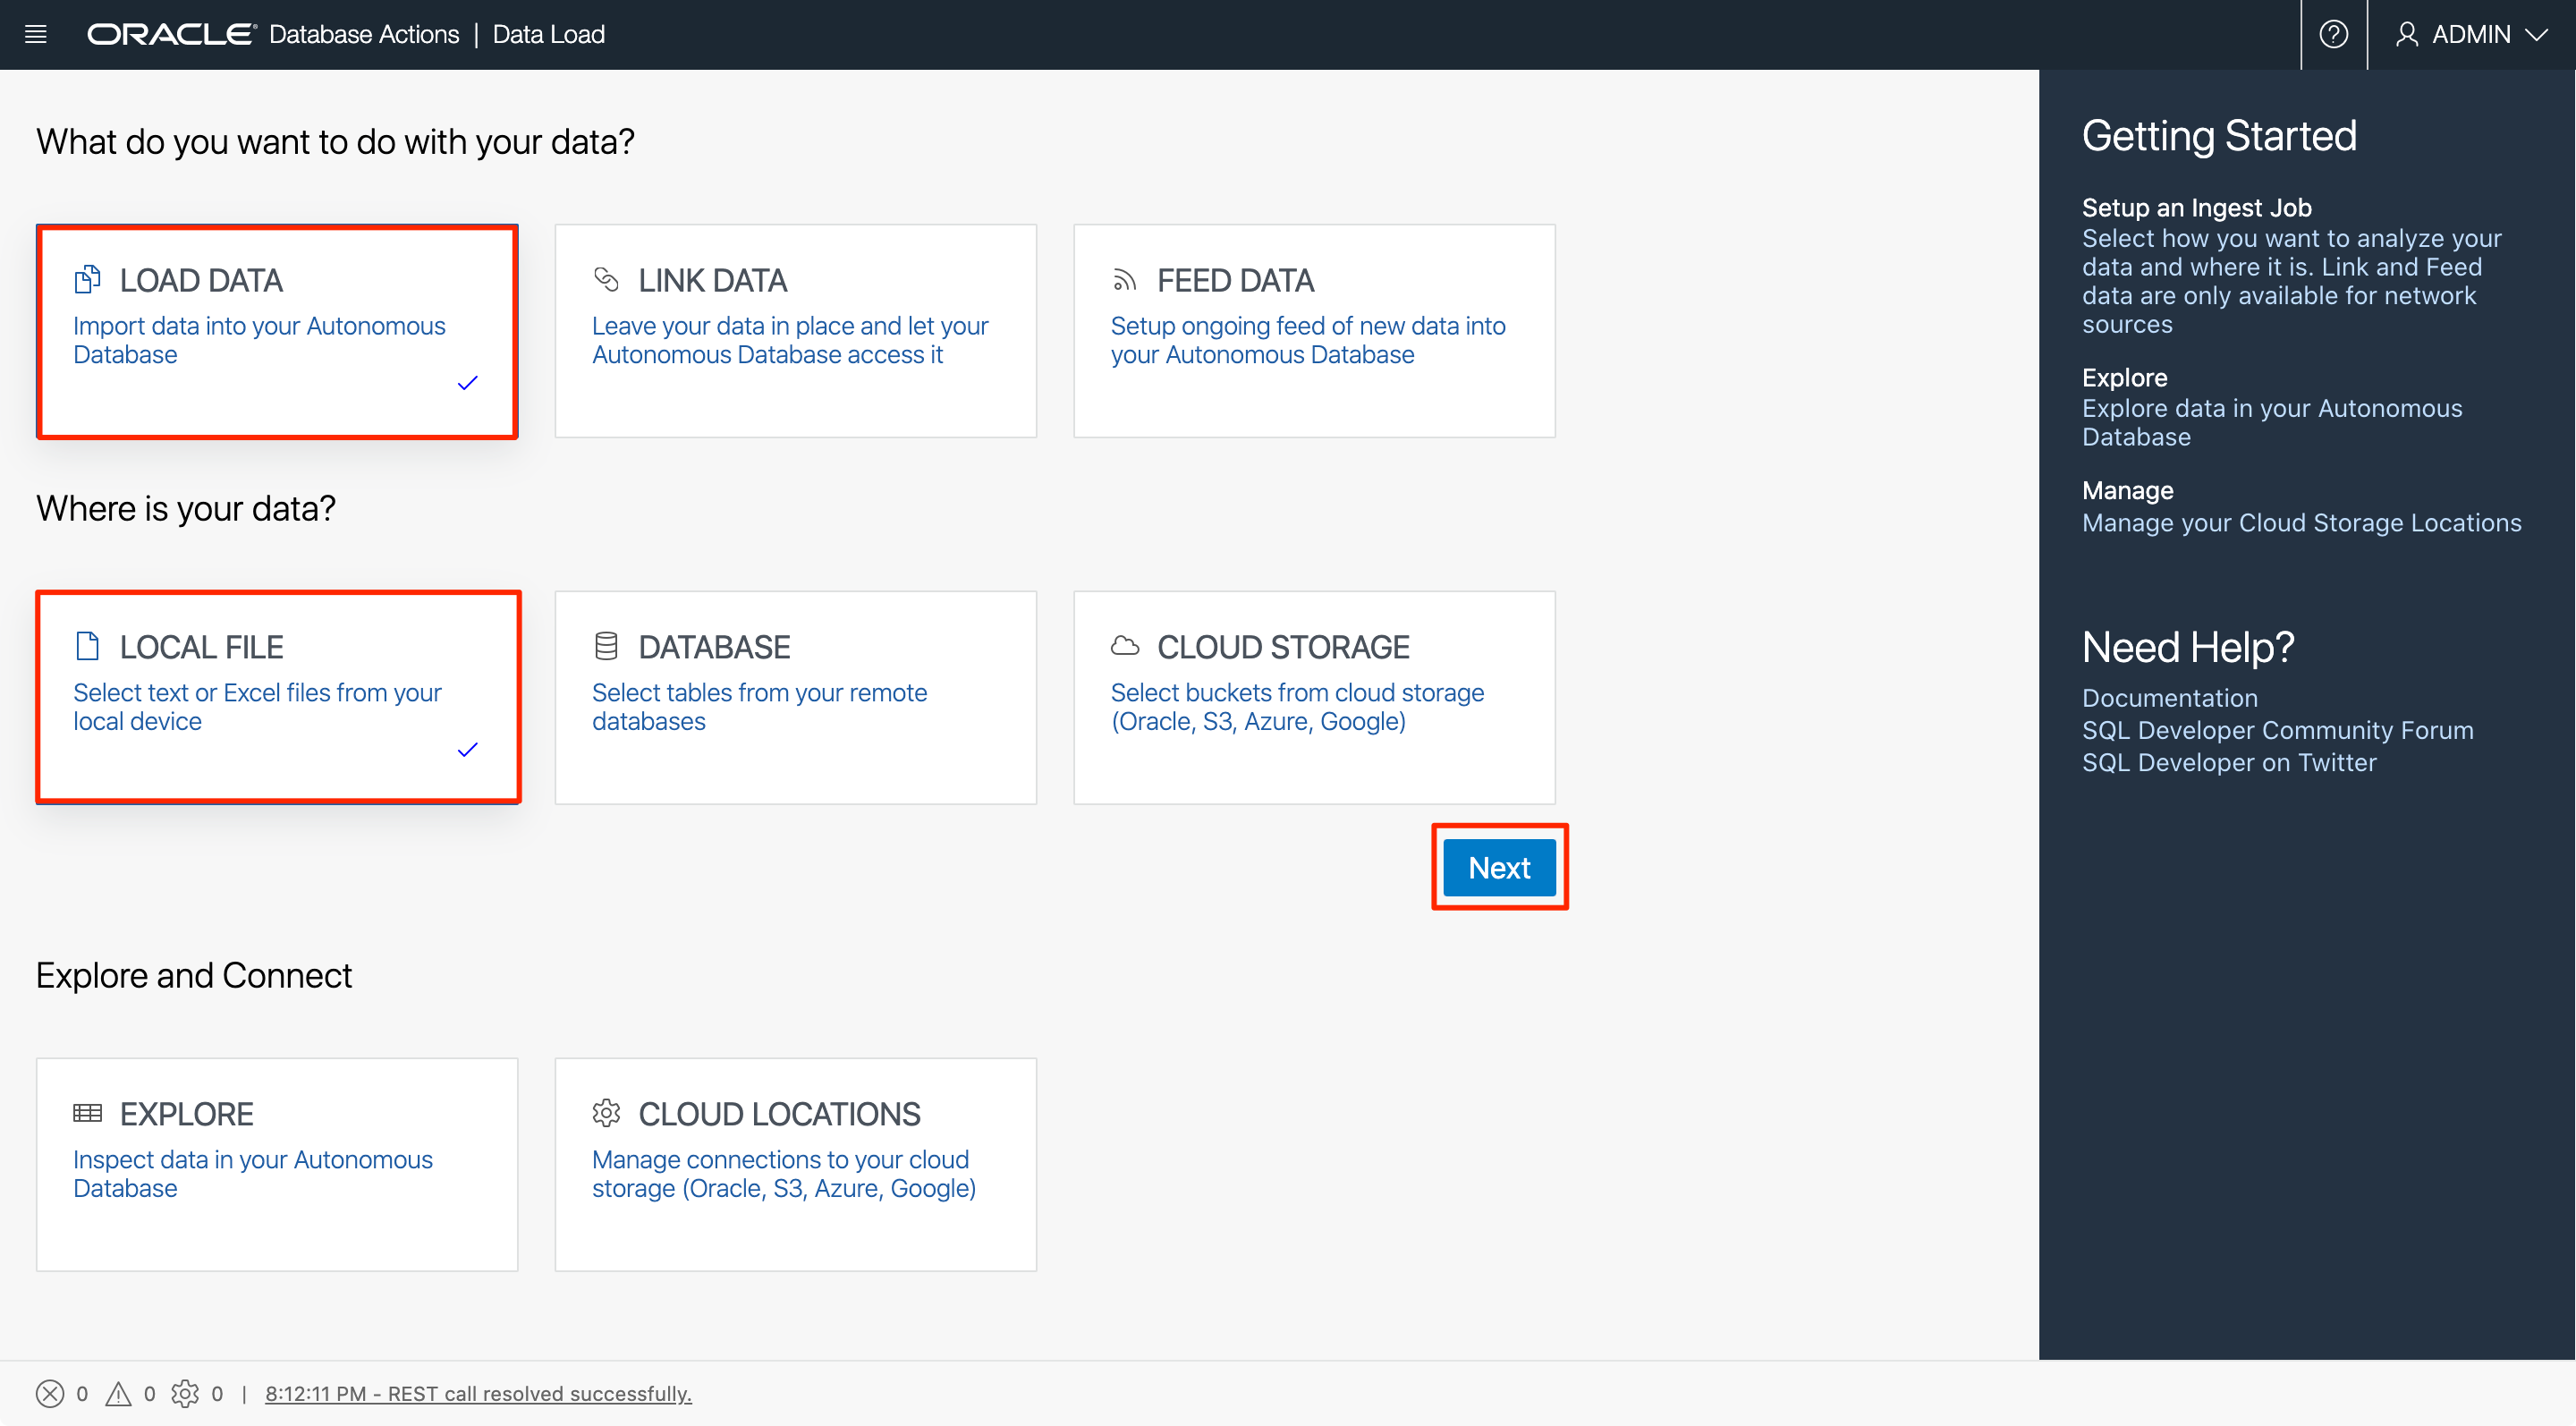 ORACLE® Database Actions | Data Load
ADMIN
What do you want to do with your data?
LOAD DATA
Import data into your Autonomous
Database
LINK DATA
Leave your data in place and let your
Autonomous Database access it
FEED DATA
Setup ongoing feed of new data into
your Autonomous Database
Where is your data?
LOCAL FILE
Select text or Excel files from your
local device
DATABASE
Select tables from your remote
databases
CLOUD STORAGE
Select buckets from cloud storage
(Oracle, S3, Azure, Google)
Next
Explore and Connect
EXPLORE
Inspect data in your Autonomous
Database
CLOUD LOCATIONS
Manage connections to your cloud
storage (Oracle, S3, Azure, Google)
Getting Started
Setup an Ingest Job
Select how you want to analyze your
data and where it is. Link and Feed
data are only available for network
sources
Explore
Explore data in your Autonomous
Database
Manage
Manage your Cloud Storage Locations
Need Help?
Documentation
SQL Developer Community Forum
SQL Developer on Twitter
0 0 0 | 8:12:11 PM - REST call resolved successfully.